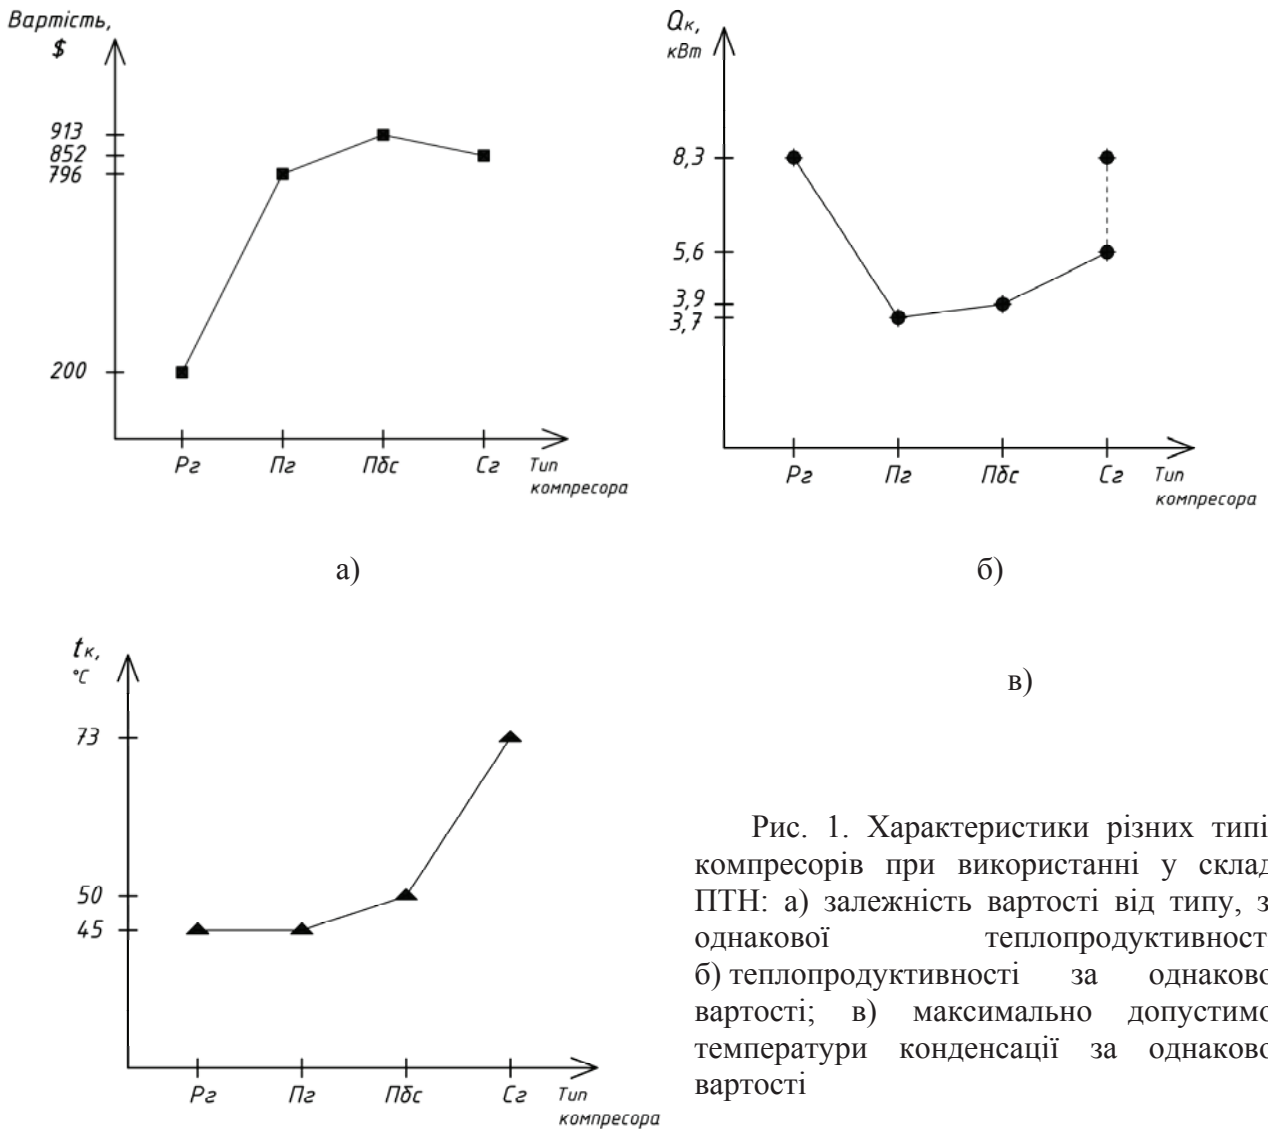 Вартість,
$
913
852
796
200
Рг
Пг
Пбс
Сг
Тип
компресора
а)
Qк,
кВт
8,3
5,6
3,9
3,7
Рг
Пг
Пбс
Сг
Тип
компресора
б)
tк,
°C
73
50
45
Рг
Пг
Пбс
Сг
Тип
компресора
в)
Рис. 1. Характеристики різних типі
компресорів при використанні у склад
ПТН: а) залежність вартості від типу, з
однакової теплопродуктивност
б) теплопродуктивності за однаково
вартості; в) максимально допустимо
температури конденсації за однаково
вартості